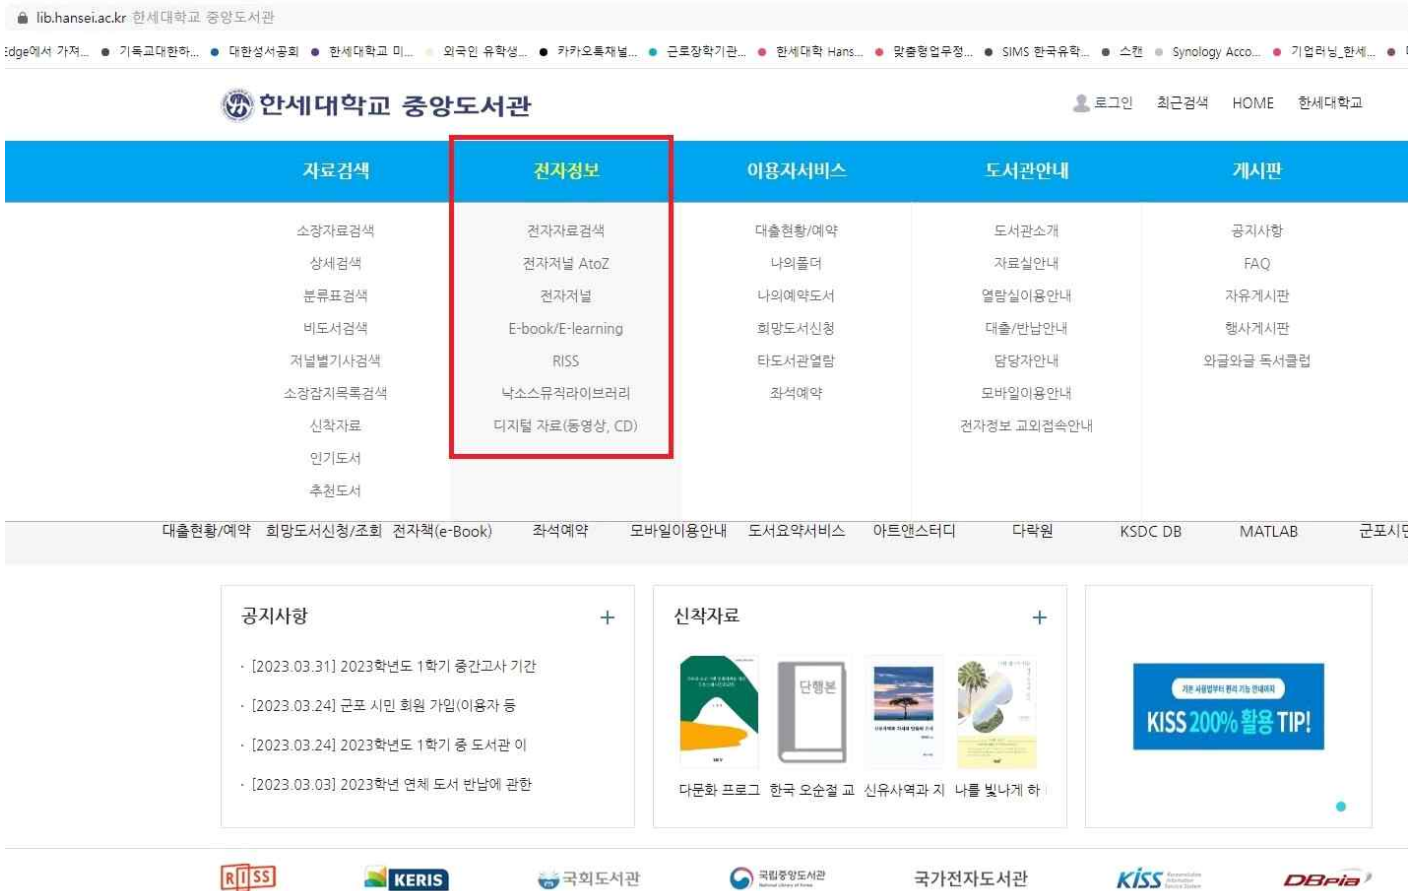 lib.hansei.ac.kr 한세대학교 중앙도서관
Edge에서 가져... 기독교대한하... 대한성서공회 한세대학교 미... 외국인 유학생... 카카오톡채널... 근로장학기관... 한세대학 Hans... 맞춤형업무정... SIMS 한국유학... 스캔 Synology Acco... 기업러닝_한세...
한세대학교 중앙도서관
로그인 최근검색 HOME 한세대학교
자료검색 전자정보 이용자서비스 도서관안내 게시판
소장자료검색 전자자료검색 대출현황/예약 도서관소개 공지사항
상세검색 전자저널 AtoZ 나의폴더 자료실안내 FAQ
분류표검색 전자저널 나의예약도서 열람실이용안내 자유게시판
비도서검색 E-book/E-learning 희망도서신청 대출/반납안내 행사게시판
저널별기사검색 RISS 타도서관열람 담당자안내 와글와글 독서클럽
소장잡지목록검색 낙소스뮤직라이브러리 좌석예약 모바일이용안내
신착자료 디지털 자료(동영상, CD) 전자정보 교외접속안내
인기도서
추천도서
대출현황/예약 희망도서신청/조회 전자책(e-Book) 좌석예약 모바일이용안내 도서요약서비스 아트앤스터디 다락원 KSDC DB MATLAB 군포시민
공지사항 +
· [2023.03.31] 2023학년도 1학기 중간고사 기간
· [2023.03.24] 군포 시민 회원 가입(이용자 등
· [2023.03.24] 2023학년도 1학기 중 도서관 이
· [2023.03.03] 2023학년 연체 도서 반납에 관한
신착자료 +
단행본
다문화 프로그 한국 오순절 교 신유사역과 지 나를 빛나게 하
기본 사용법부터 편리 기능 안내까지
KISS 200% 활용 TIP!
RISS KERIS 국회도서관 국립중앙도서관 국가전자도서관 KISS DBpia
National Library of Korea